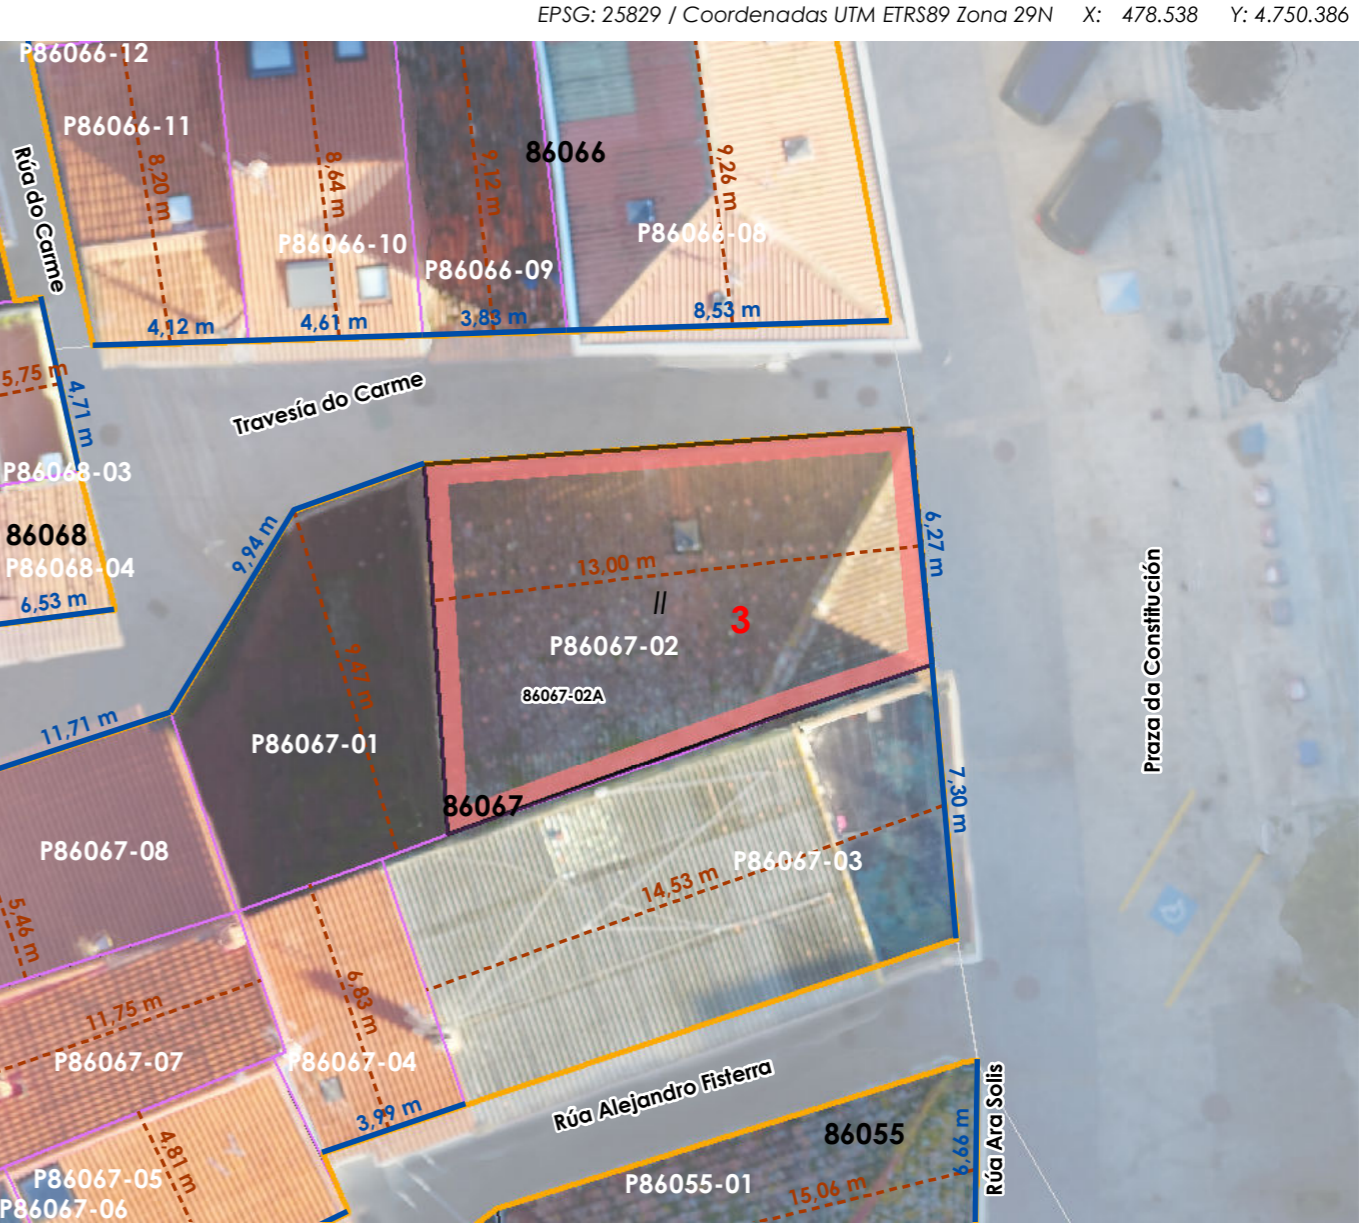 EPSG: 25829 / Coordenadas UTM ETRS89 Zona 29N X: 478.538 Y: 4.750.386
P86066-12
P86066-11
86066
Rúa do Carme
8,20 m
8,64 m
9,12 m
9,26 m
P86066-10
P86066-08
P86066-09
4,12 m
4,61 m
3,83 m
8,53 m
5,75 m
4,71 m
Travesía do Carme
P86068-03
86068
P86068-04
6,53 m
9,94 m
6,27 m
13,00 m
//
3
P86067-02
86067-02A
Praza da Constitución
9,47 m
11,71 m
P86067-01
86067
7,30 m
P86067-08
P86067-03
14,53 m
5,46 m
11,75 m
6,83 m
P86067-07
P86067-04
3,99 m
Rúa Alejandro Fisterra
Rúa Ara Solis
86055
6,66 m
4,81 m
P86067-05
P86055-01
15,06 m
P86067-06